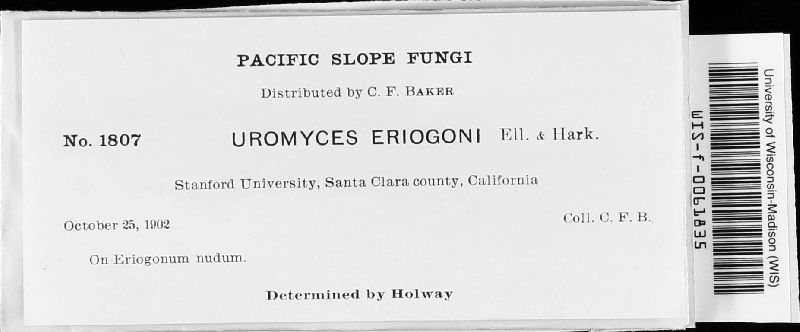 PACIFIC SLOPE FUNGI
Distributed by C. F. BAKER
No. 1807 UROMYCES ERIOGONI Ell. & Hark.
Stanford University, Santa Clara county, California
October 25, 1902 Coll. C. F. B.
On Eriogonum nudum.
Determined by Holway
University of Wisconsin-Madison (WIS)
WIS-f-0061835